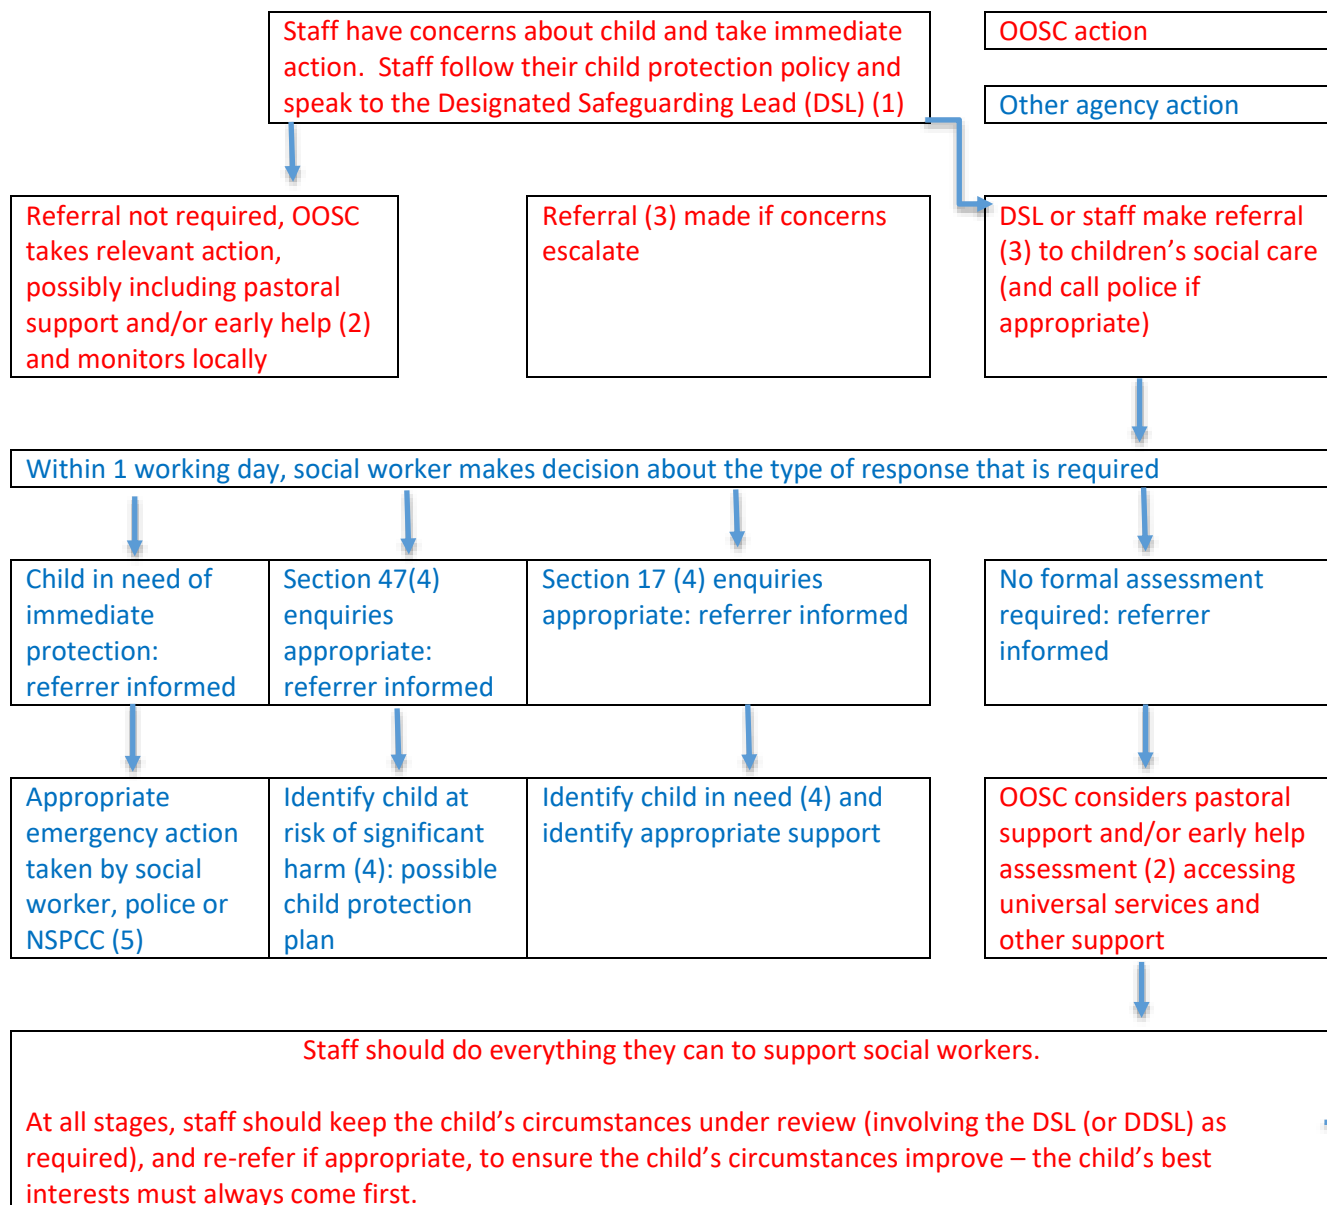 Staff have concerns about child and take immediate
action.  Staff follow their child protection policy and
speak to the Designated Safeguarding Lead (DSL) (1)
OOSC action
Other agency action
Referral not required, OOSC
takes relevant action,
possibly including pastoral
support and/or early help (2)
and monitors locally
Referral (3) made if concerns
escalate
DSL or staff make referral
(3) to children’s social care
(and call police if
appropriate)
Within 1 working day, social worker makes decision about the type of response that is required
Child in need of
immediate
protection:
referrer informed
Section 47(4)
enquiries
appropriate:
referrer informed
Section 17 (4) enquiries
appropriate: referrer informed
No formal assessment
required: referrer
informed
Appropriate
emergency action
taken by social
worker, police or
NSPCC (5)
Identify child at
risk of significant
harm (4): possible
child protection
plan
Identify child in need (4) and
identify appropriate support
OOSC considers pastoral
support and/or early help
assessment (2) accessing
universal services and
other support
Staff should do everything they can to support social workers.
At all stages, staff should keep the child’s circumstances under review (involving the DSL (or DDSL) as
required), and re-refer if appropriate, to ensure the child’s circumstances improve – the child’s best
interests must always come first.